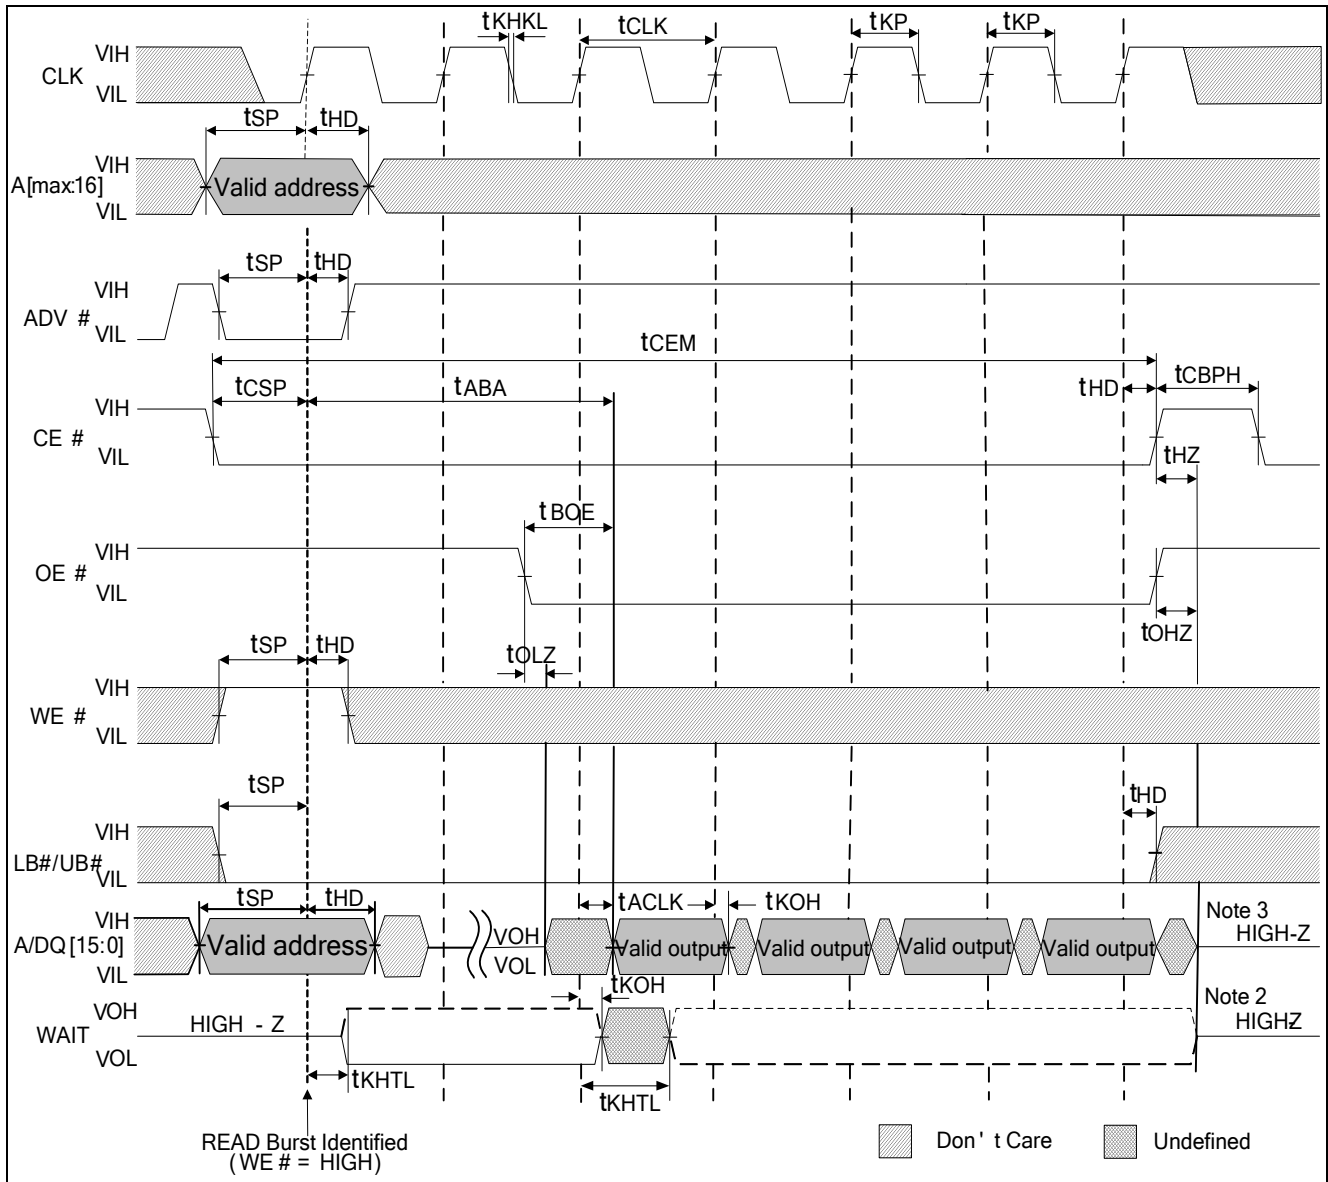 tKHKL tCLK tKP tKP
VIH
CLK
VIL
tSP tHD
VIH
A[max:16] Valid address
VIL
tSP tHD
VIH
ADV #
VIL
tCEM
tCSP tABA tHD tCBPH
VIH
CE #
VIL
tHZ
tBOE
VIH
OE #
VIL
tOHZ
tSP tHD tOLZ
VIH
WE #
VIL
tSP tHD
VIH
LB#/UB#
VIL
tSP tHD tACLK tKOH
VIH
A/DQ[15:0] Valid address VOH Valid output Valid output Valid output Valid output Note 3
HIGH-Z
VIL VOL
tKOH
VOH Note 2
WAIT HIGH - Z HIGHZ
VOL
tKHTL tKHTL
READ Burst Identified
(WE # = HIGH)
Don' t Care Undefined